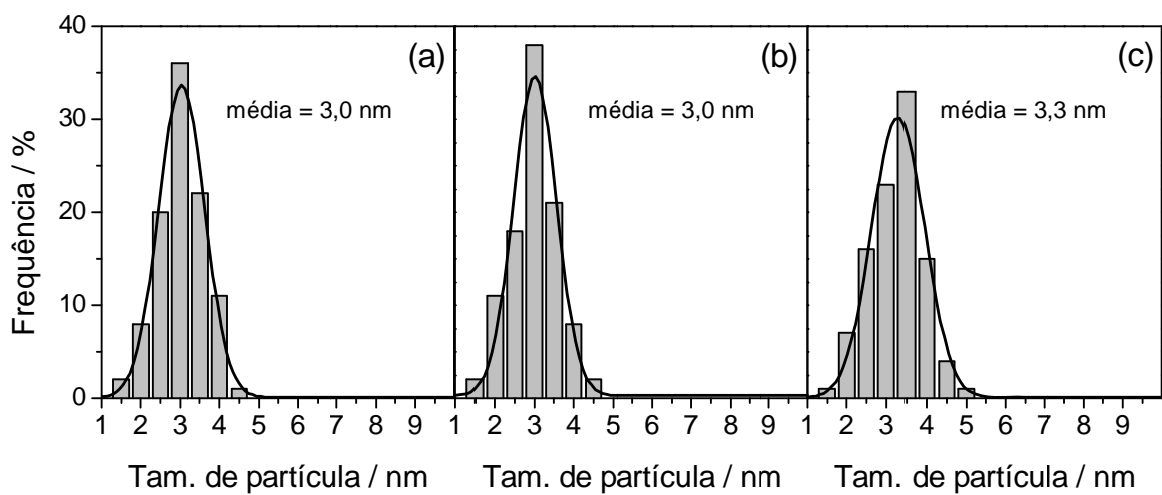 40
30
20
10
0
Frequência / %
(a)
média = 3,0 nm
1 2 3 4 5 6 7 8 9
Tam. de partícula / nm
(b)
média = 3,0 nm
1 2 3 4 5 6 7 8 9
Tam. de partícula / nm
(c)
média = 3,3 nm
1 2 3 4 5 6 7 8 9
Tam. de partícula / nm